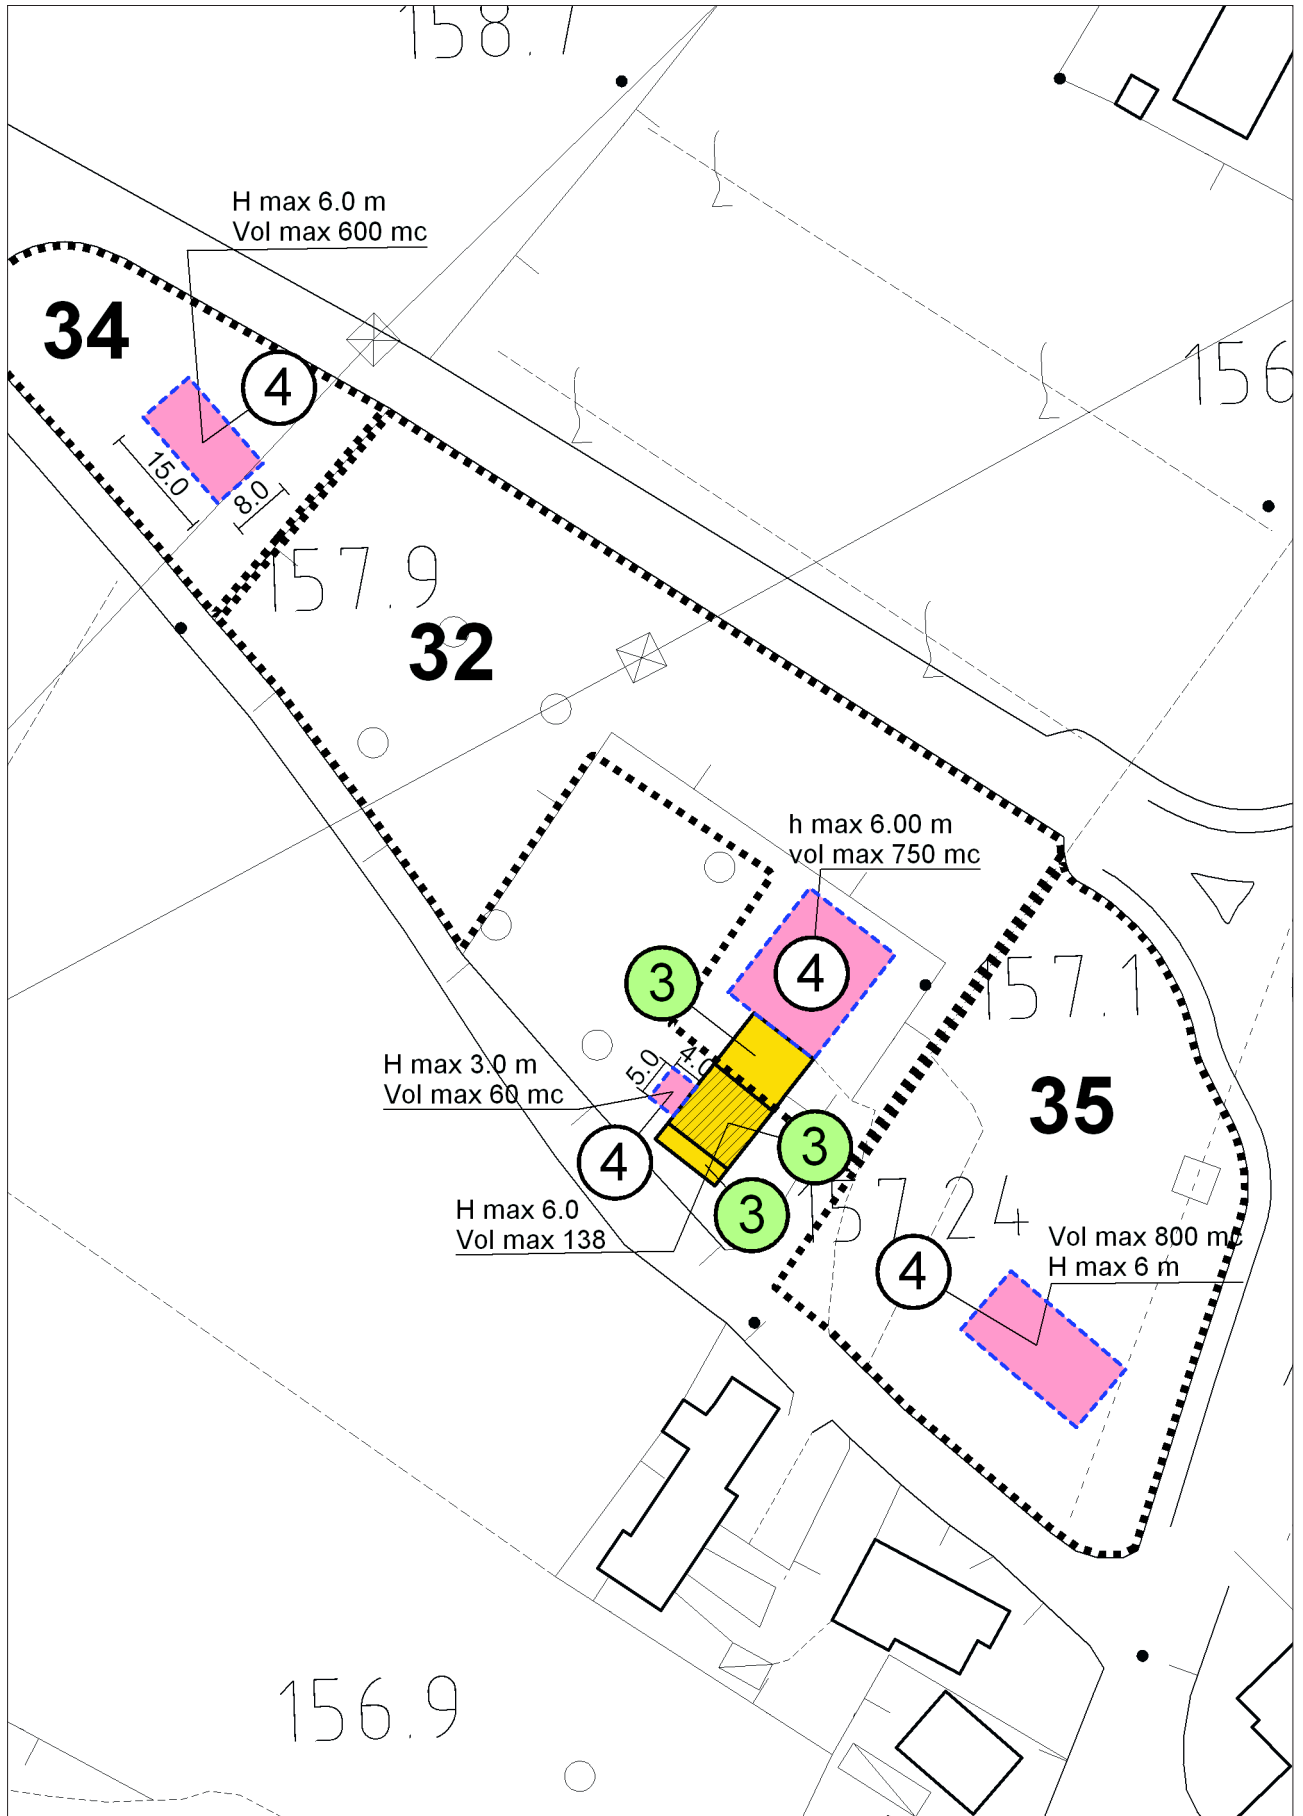 158.7
H max 6.0 m
Vol max 600 mc
34
4
156
15.0
8.0
157.9
32
h max 6.00 m
vol max 750 mc
4
3
157.1
H max 3.0 m
Vol max 60 mc
5.0
4.0
35
3
4
3
H max 6.0
Vol max 138
157.24
Vol max 800 mc
H max 6 m
4
156.9